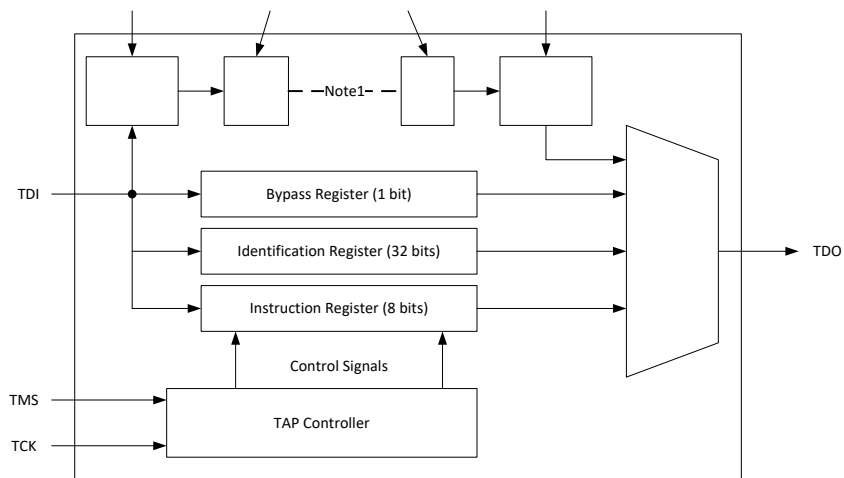 Note1
TDI
Bypass Register (1 bit)
Identification Register (32 bits)
TDO
Instruction Register (8 bits)
Control Signals
TMS
TAP Controller
TCK